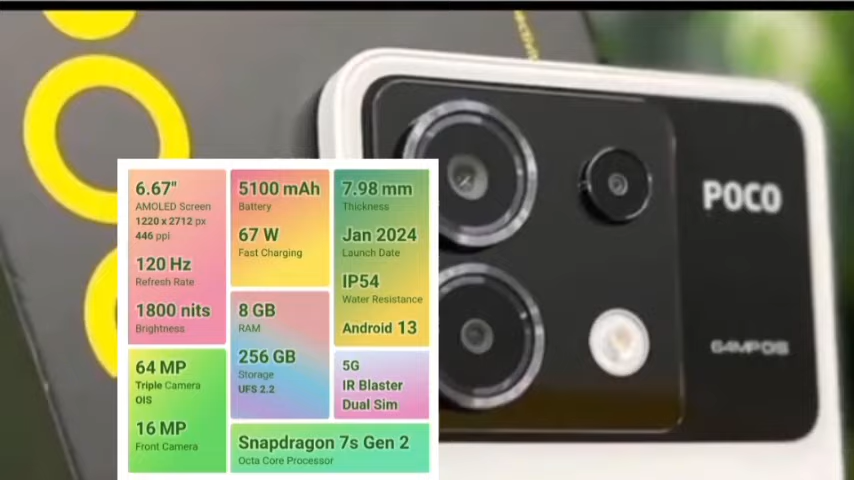 6.67"
AMOLED Screen
1220 x 2712 px
446 ppi
120 Hz
Refresh Rate
1800 nits
Brightness
64 MP
Triple Camera
OIS
16 MP
Front Camera
5100 mAh
Battery
67 W
Fast Charging
8 GB
RAM
256 GB
Storage
UFS 2.2
7.98 mm
Thickness
Jan 2024
Launch Date
IP54
Water Resistance
Android 13
5G
IR Blaster
Dual Sim
Snapdragon 7s Gen 2
Octa Core Processor
POCO
64MP OIS